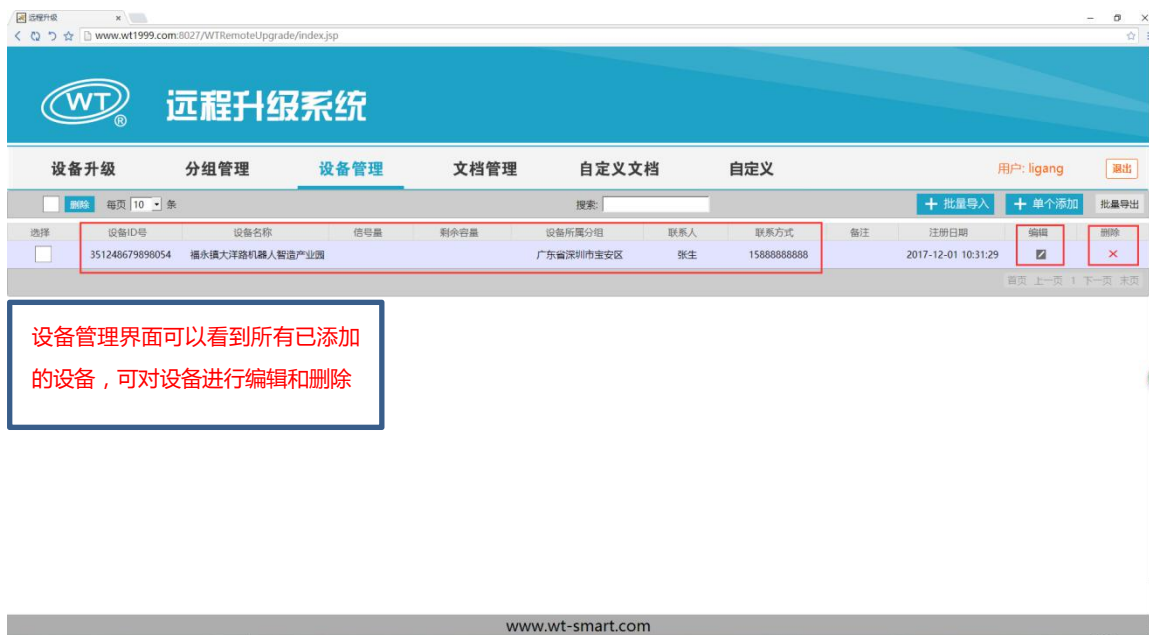 远程升级
www.wt1999.com:8027/WTRemoteUpgrade/index.jsp
WT ® 远程升级系统
设备升级 分组管理 设备管理 文档管理 自定义文档 自定义 用户: ligang 退出
删除 每页 10 条 搜索: + 批量导入 + 单个添加 批量导出
选择 设备ID号 设备名称 信号量 剩余容量 设备所属分组 联系人 联系方式 备注 注册日期 编辑 删除
351248679898054 福永镇大洋路机器人智造产业园 广东省深圳市宝安区 张生 15888888888 2017-12-01 10:31:29
首页 上一页 1 下一页 末页
设备管理界面可以看到所有已添加
的设备，可对设备进行编辑和删除
www.wt-smart.com